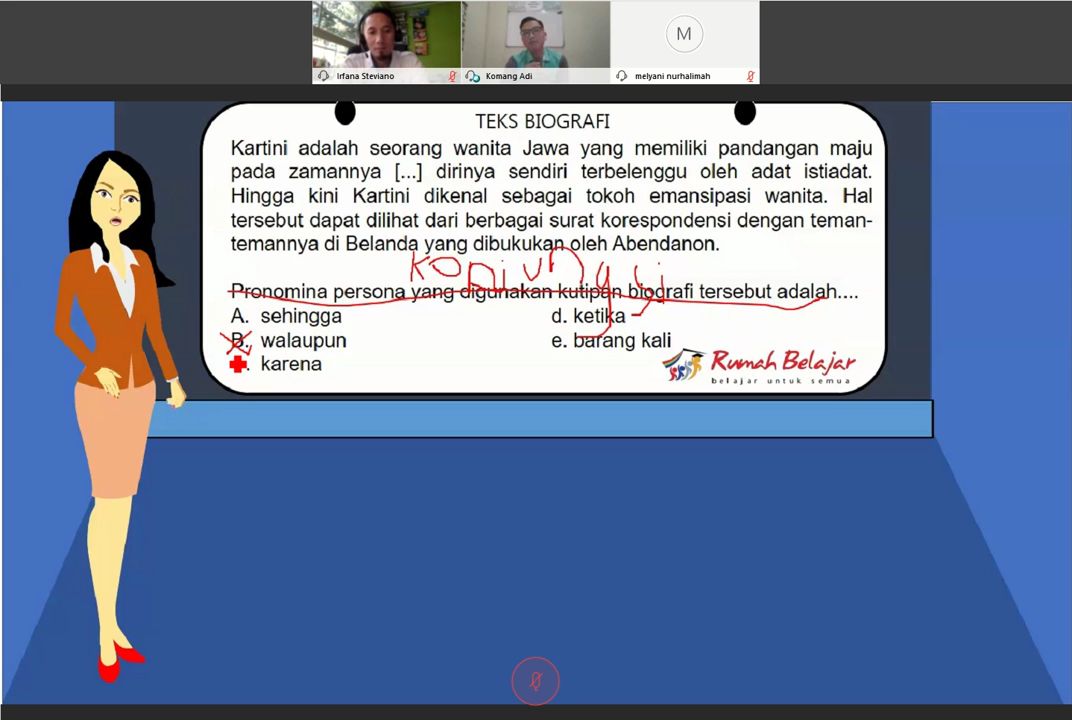 M
Irfana Steviano
Komang Adi
melyani nurhalimah
TEKS BIOGRAFI
Kartini adalah seorang wanita Jawa yang memiliki pandangan maju
pada zamannya [...] dirinya sendiri terbelenggu oleh adat istiadat.
Hingga kini Kartini dikenal sebagai tokoh emansipasi wanita. Hal
tersebut dapat dilihat dari berbagai surat korespondensi dengan teman-
temannya di Belanda yang dibukukan oleh Abendanon.
konjungsi
Pronomina persona yang digunakan kutipan biografi tersebut adalah....
A. sehingga
B. walaupun
karena
d. ketika
e. barang kali
Rumah Belajar
belajar untuk semua